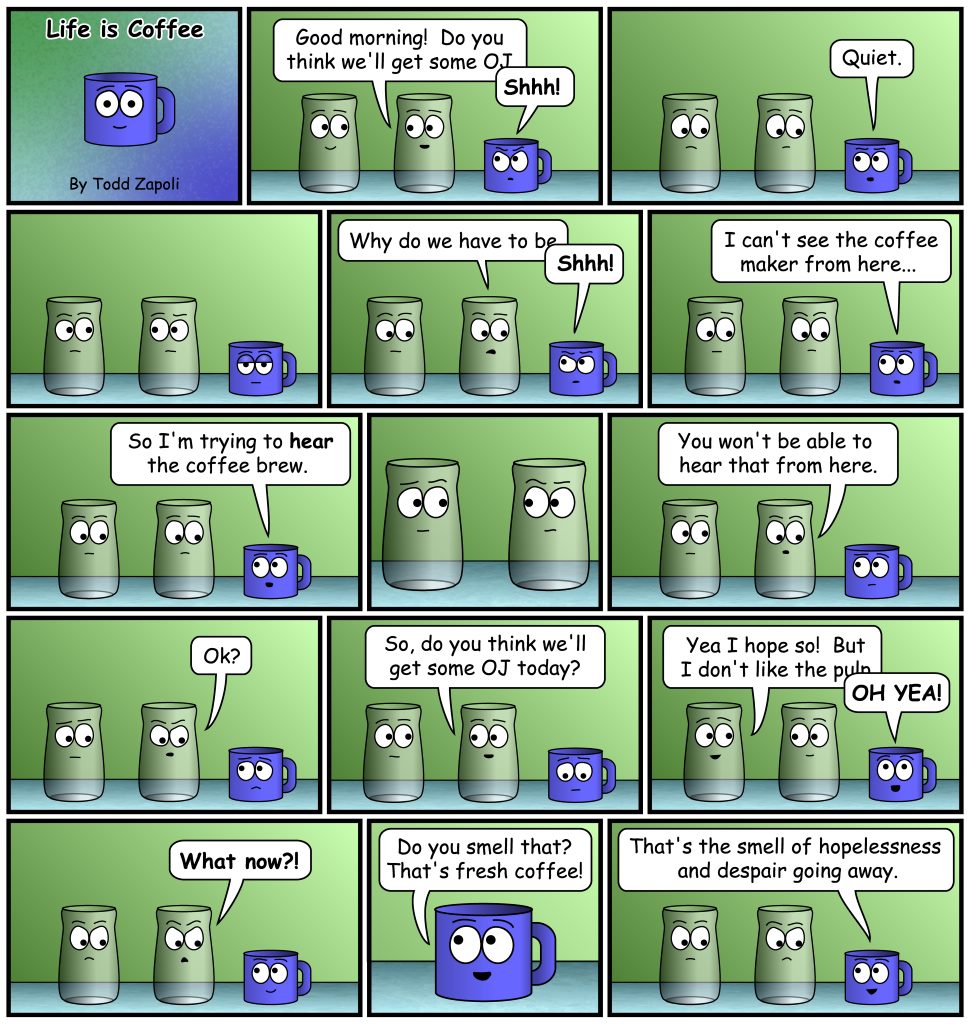 Life is Coffee
By Todd Zapoli
Good morning!  Do you
think we'll get some OJ
Shhh!
Quiet.
Why do we have to be
Shhh!
I can't see the coffee
maker from here...
So I'm trying to hear
the coffee brew.
You won't be able to
hear that from here.
Ok?
So, do you think we'll
get some OJ today?
Yea I hope so!  But
I don't like the pulp
OH YEA!
What now?!
Do you smell that?
That's fresh coffee!
That's the smell of hopelessness
and despair going away.